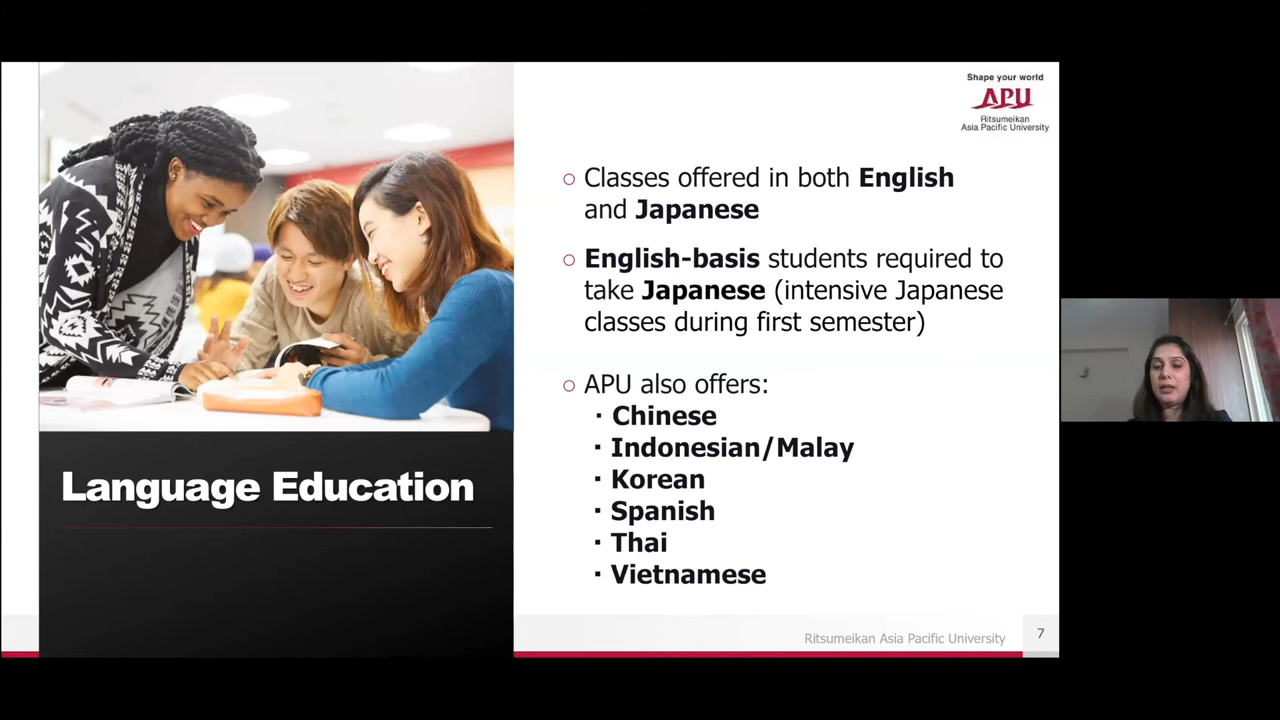 Shape your world
APU
Ritsumeikan
Asia Pacific University
○ Classes offered in both English
and Japanese
○ English-basis students required to
take Japanese (intensive Japanese
classes during first semester)
○ APU also offers:
▪ Chinese
▪ Indonesian/Malay
▪ Korean
▪ Spanish
▪ Thai
▪ Vietnamese
Language Education
Ritsumeikan Asia Pacific University
7